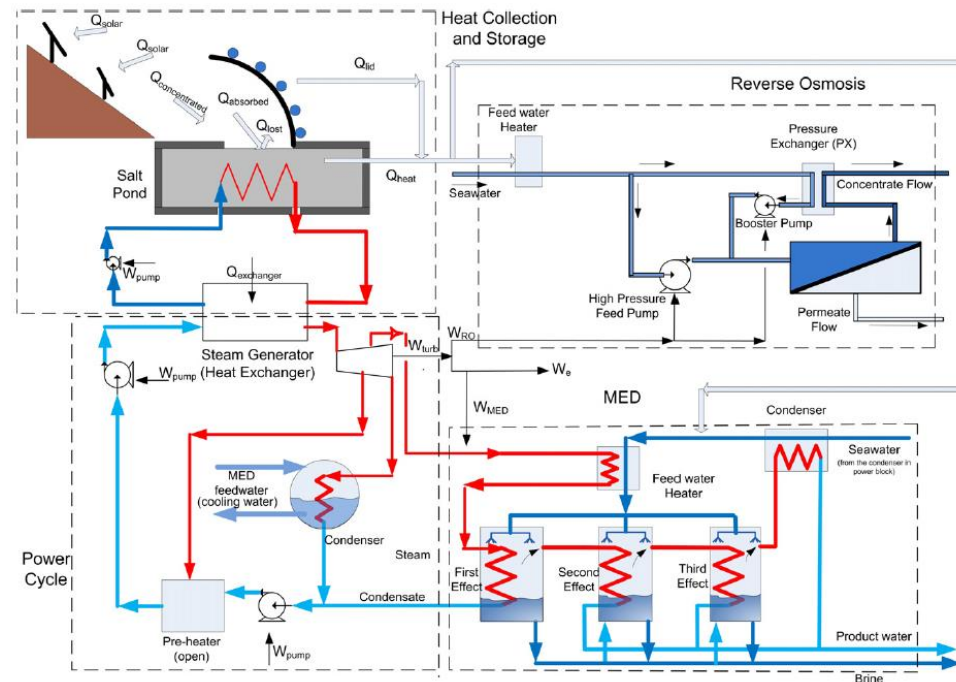 Heat Collection
and Storage
Qsolar
Qsolar
Qconcentrated
Qabsorbed
Qlost
Qlid
Qheat
Salt
Pond
Wpump
Qexchanger
Steam Generator
(Heat Exchanger)
Reverse Osmosis
Feed water
Heater
Pressure
Exchanger (PX)
Seawater
Concentrate Flow
Booster Pump
High Pressure
Feed Pump
Permeate
Flow
Wturb
WRO
We
WMED
Wpump
MED
feedwater
(cooling water)
Condenser
Power
Cycle
Pre-heater
(open)
Wpump
Steam
Condensate
MED
Condenser
Seawater
(from the condenser in
power block)
Feed water
Heater
First
Effect
Second
Effect
Third
Effect
Product water
Brine